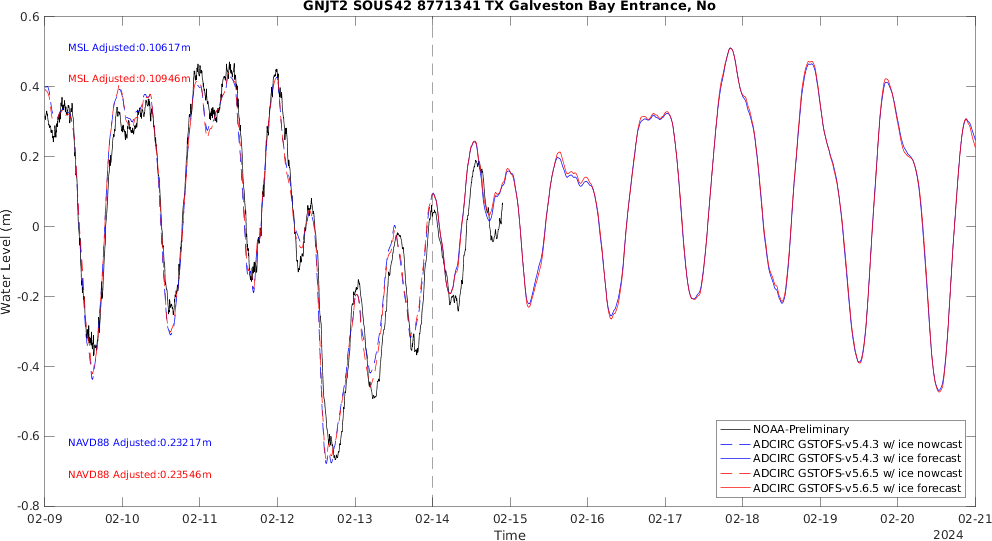 GNJT2 SOUS42 8771341 TX Galveston Bay Entrance, No
0.6
0.4
0.2
0
-0.2
-0.4
-0.6
-0.8
Water Level (m)
MSL Adjusted:0.10617m
MSL Adjusted:0.10946m
NAVD88 Adjusted:0.23217m
NAVD88 Adjusted:0.23546m
NOAA-Preliminary
ADCIRC GSTOFS-v5.4.3 w/ ice nowcast
ADCIRC GSTOFS-v5.4.3 w/ ice forecast
ADCIRC GSTOFS-v5.6.5 w/ ice nowcast
ADCIRC GSTOFS-v5.6.5 w/ ice forecast
02-09 02-10 02-11 02-12 02-13 02-14 02-15 02-16 02-17 02-18 02-19 02-20 02-21
Time
2024